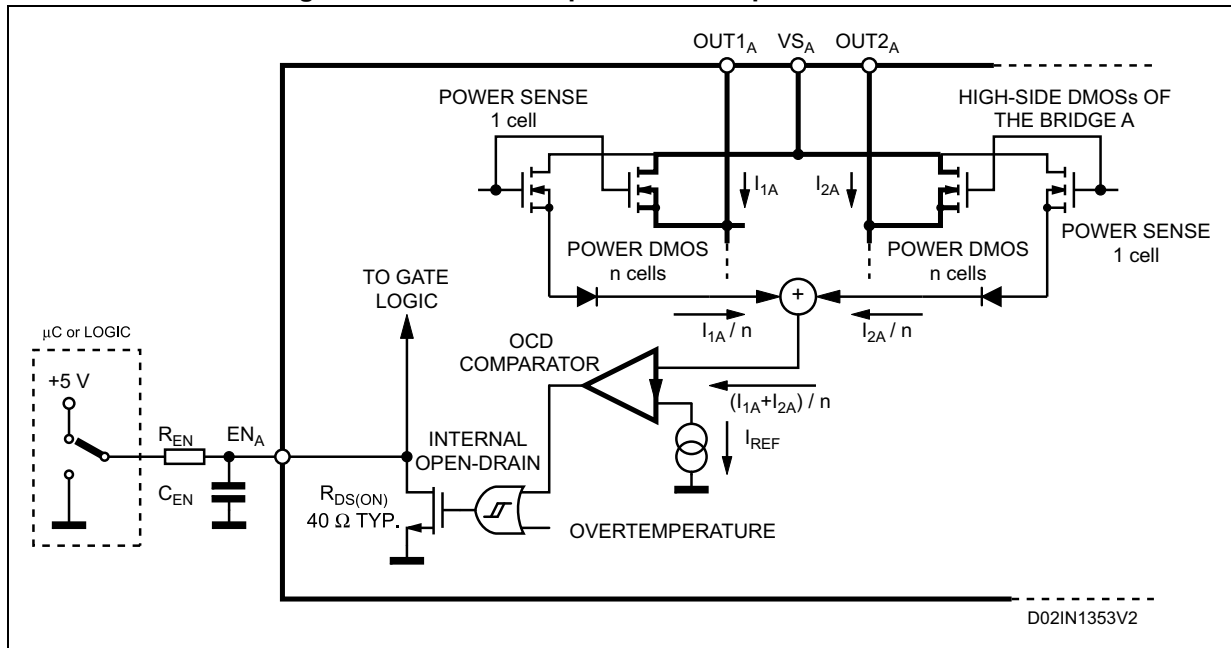 OUT1A VSA OUT2A
POWER SENSE
1 cell
HIGH-SIDE DMOSs OF
THE BRIDGE A
I1A
I2A
POWER SENSE
1 cell
POWER DMOS
n cells
POWER DMOS
n cells
TO GATE
LOGIC
+
I1A / n
I2A / n
µC or LOGIC
OCD
COMPARATOR
+5 V
(I1A+I2A) / n
REN
ENA
INTERNAL
OPEN-DRAIN
IREF
CEN
RDS(ON)
40 Ω TYP.
OVERTEMPERATURE
D02IN1353V2